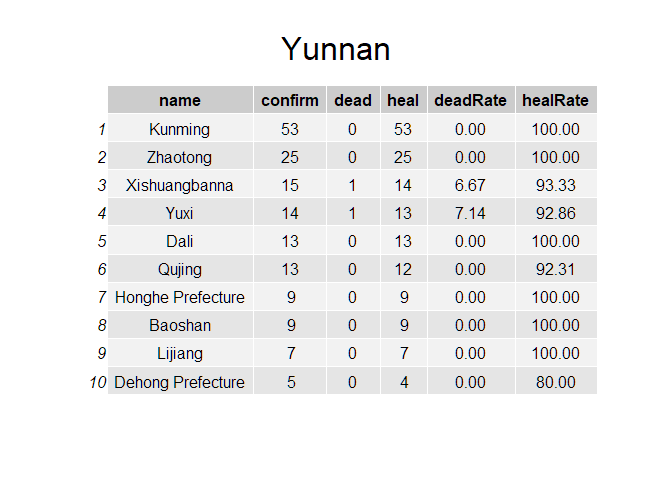 Yunnan
name confirm dead heal deadRate healRate
1 Kunming 53 0 53 0.00 100.00
2 Zhaotong 25 0 25 0.00 100.00
3 Xishuangbanna 15 1 14 6.67 93.33
4 Yuxi 14 1 13 7.14 92.86
5 Dali 13 0 13 0.00 100.00
6 Qujing 13 0 12 0.00 92.31
7 Honghe Prefecture 9 0 9 0.00 100.00
8 Baoshan 9 0 9 0.00 100.00
9 Lijiang 7 0 7 0.00 100.00
10 Dehong Prefecture 5 0 4 0.00 80.00